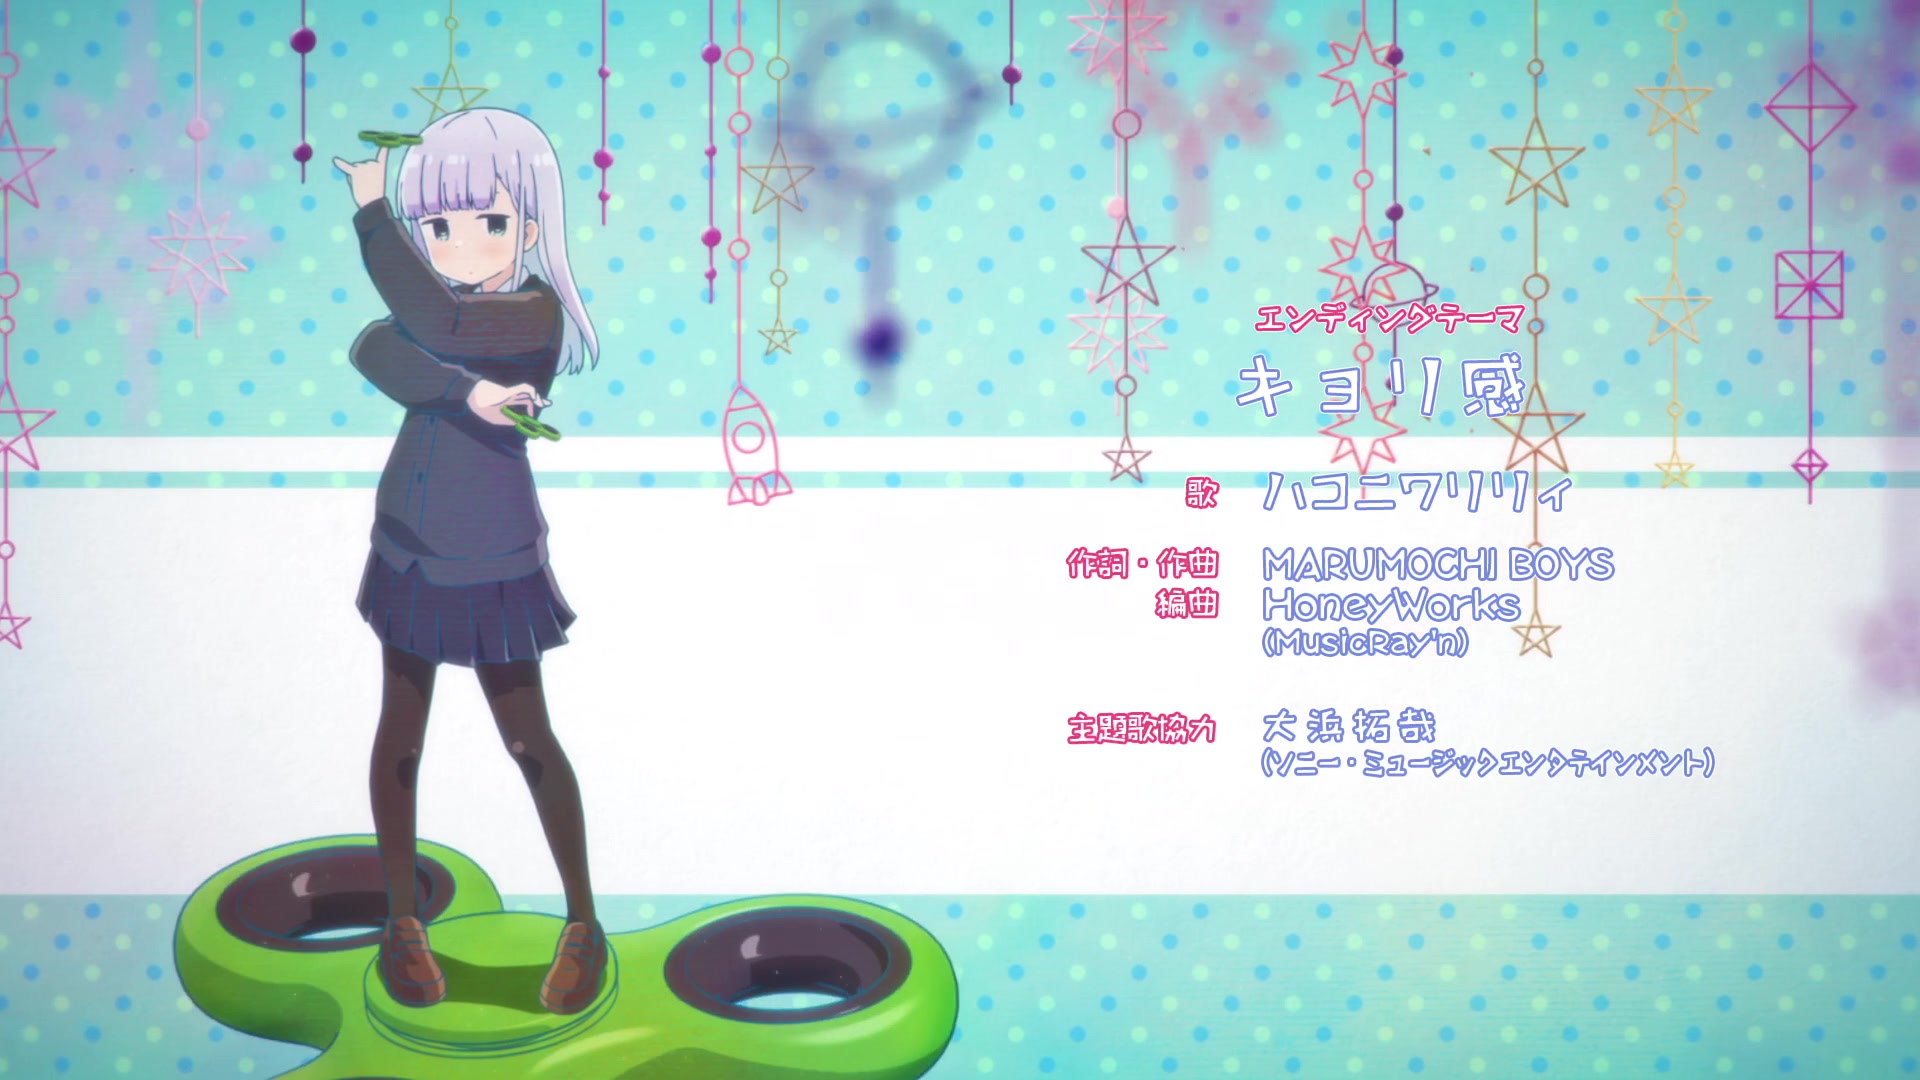 エンディングテーマ
キョリ感
歌 ハコニワリリィ
作詞・作曲 MARUMOCHI BOYS
編曲 HoneyWorks
(MusicRay'n)
主題歌協力 大浜拓哉
(ソニー・ミュージックエンタテインメント)